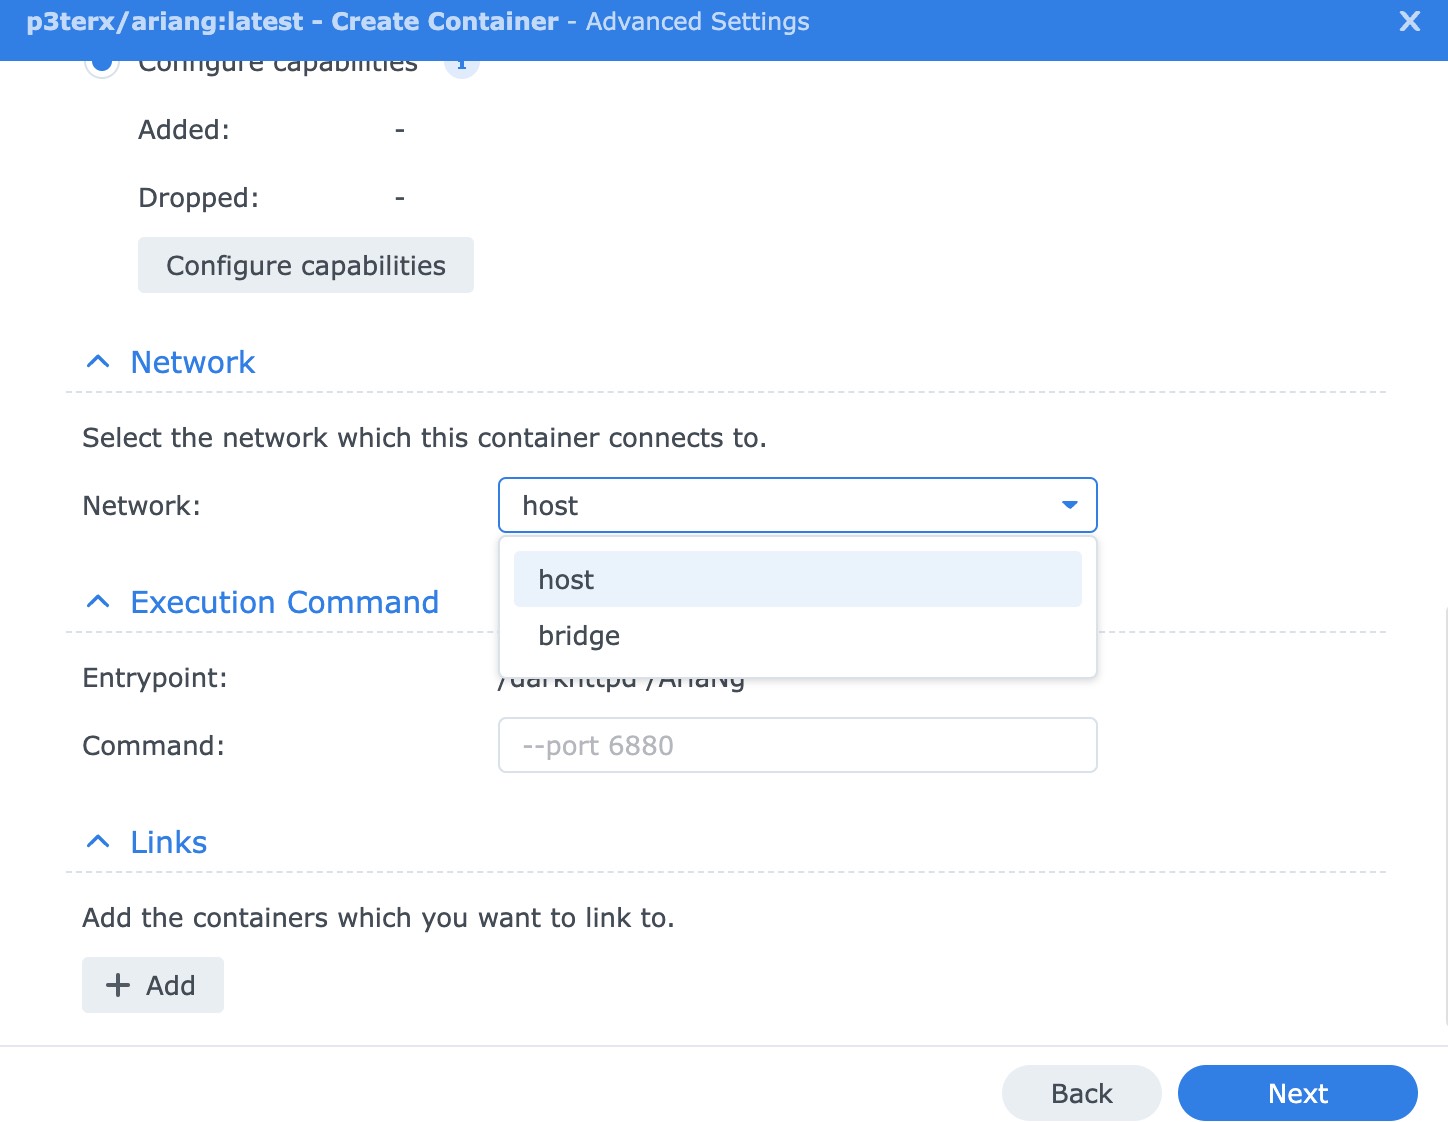 p3terx/ariang:latest - Create Container - Advanced Settings X
Configure capabilities i
Added: -
Dropped: -
Configure capabilities
Network
Select the network which this container connects to.
Network: host
host
bridge
Execution Command
Entrypoint: /darkhttpd /AriaNg
Command: --port 6880
Links
Add the containers which you want to link to.
+ Add
Back Next